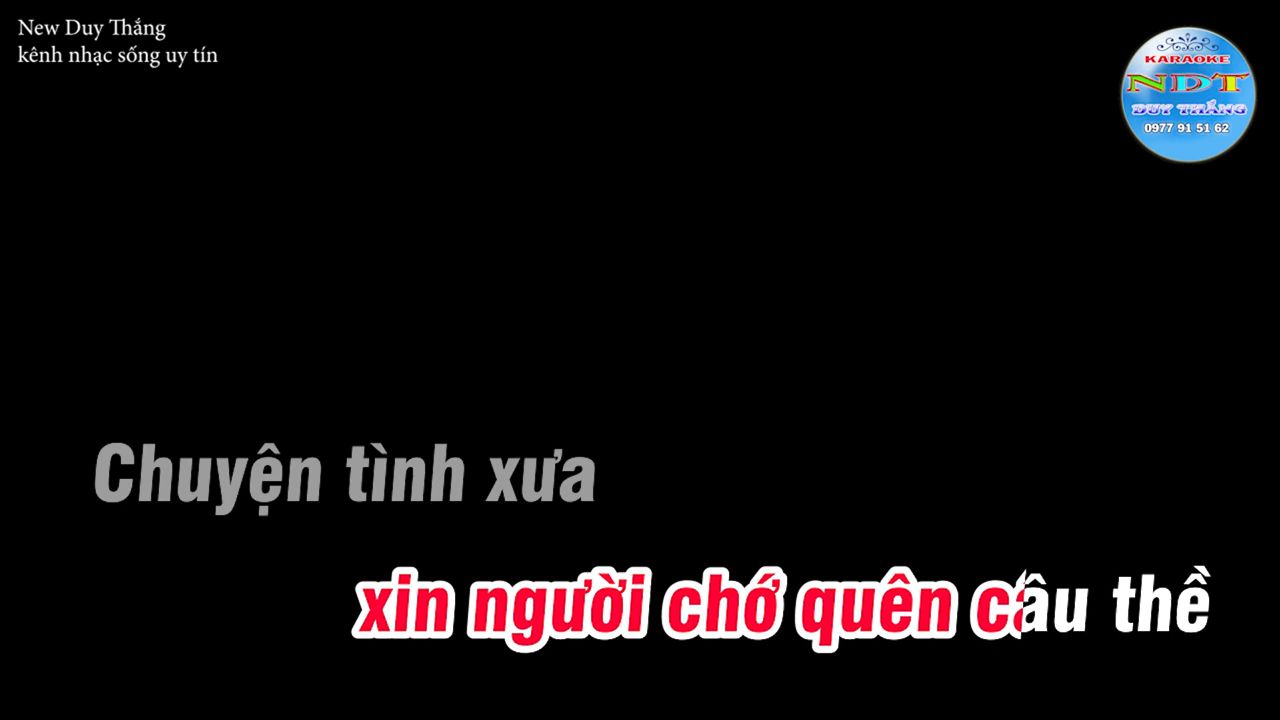 New Duy Thắng
kênh nhạc sống uy tín
KARAOKE
NDT
DUY THẮNG
0977 91 51 62
Chuyện tình xưa
xin người chớ quên câu thề